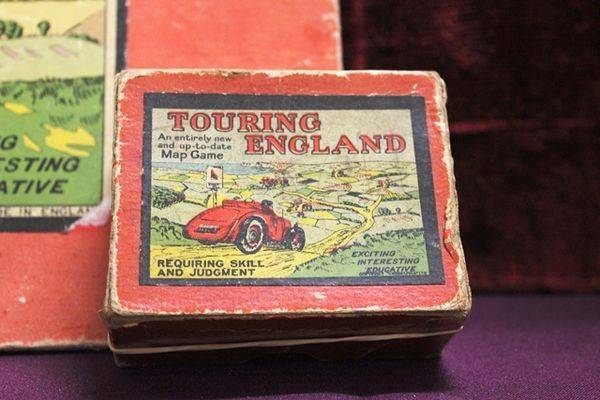 TOURING
ENGLAND
An entirely new
and up-to-date
Map Game
REQUIRING SKILL
AND JUDGMENT
EXCITING
INTERESTING
EDUCATIVE
ESTING
ATIVE
DE IN ENGLA